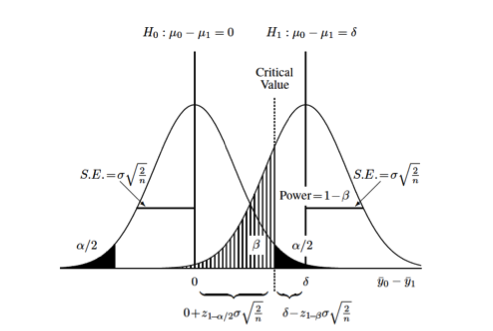 H₀ : μ₀ − μ₁ = 0
H₁ : μ₀ − μ₁ = δ
Critical
Value
S.E.=σ√(2/n)
S.E.=σ√(2/n)
Power=1−β
α/2
β
α/2
0
δ
ȳ₀ − ȳ₁
0+z₁₋α/₂σ√(2/n)
δ−z₁₋βσ√(2/n)